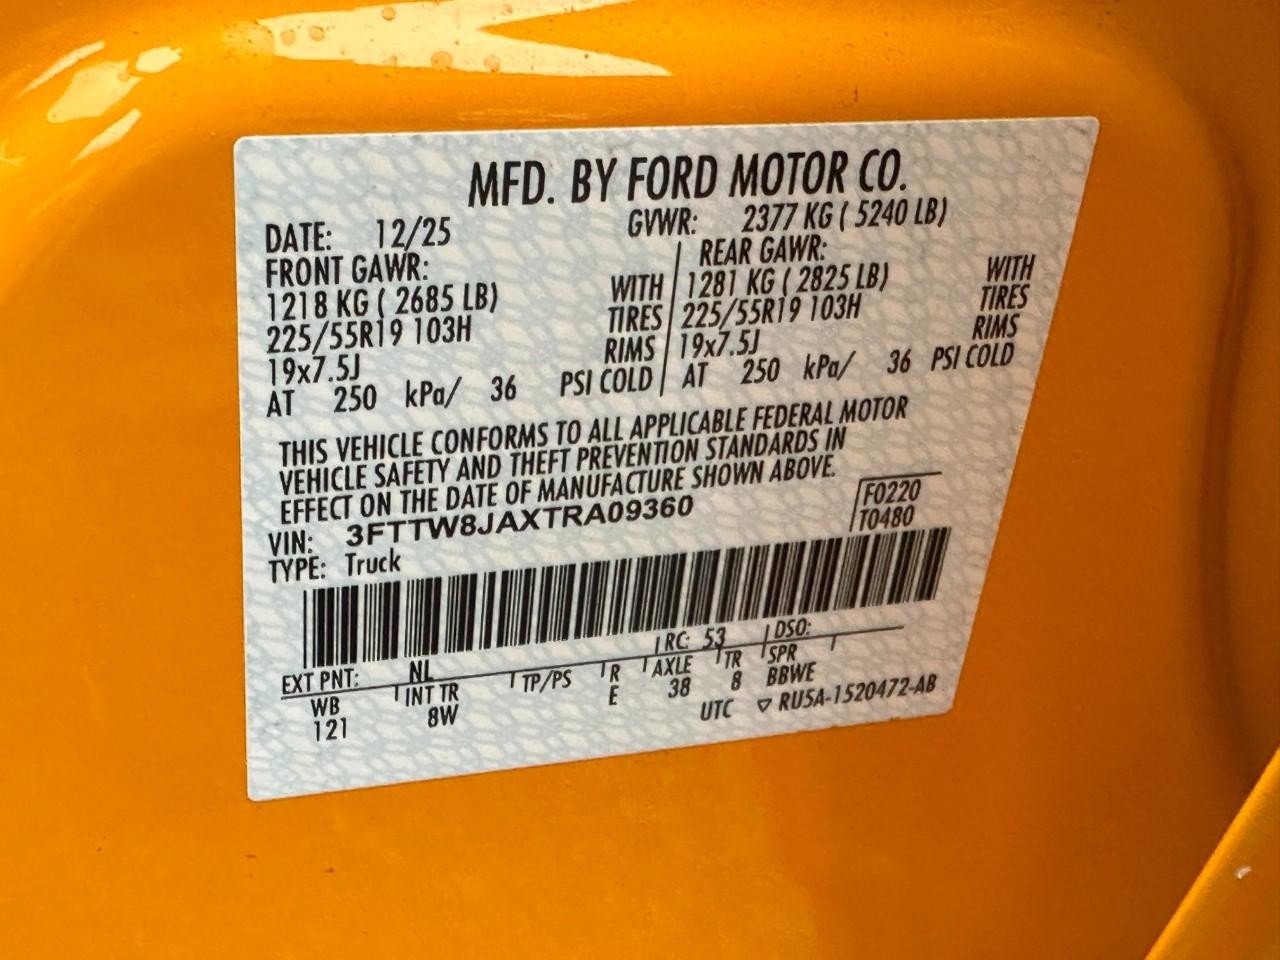 MFD. BY FORD MOTOR CO.
DATE: 12/25 GVWR: 2377 KG ( 5240 LB)
FRONT GAWR: REAR GAWR:
1218 KG ( 2685 LB) WITH 1281 KG ( 2825 LB) WITH
225/55R19 103H TIRES 225/55R19 103H TIRES
19x7.5J RIMS 19x7.5J RIMS
AT 250 kPa/ 36 PSI COLD AT 250 kPa/ 36 PSI COLD
THIS VEHICLE CONFORMS TO ALL APPLICABLE FEDERAL MOTOR
VEHICLE SAFETY AND THEFT PREVENTION STANDARDS IN
EFFECT ON THE DATE OF MANUFACTURE SHOWN ABOVE.
VIN: 3FTTW8JAXTRA09360 F0220
TYPE: Truck T0480
EXT PNT: NL RC: 53 DSO:
WB INT TR TP/PS R AXLE TR SPR
121 8W E 38 8 BBWE
UTC ▽ RU5A-1520472-AB